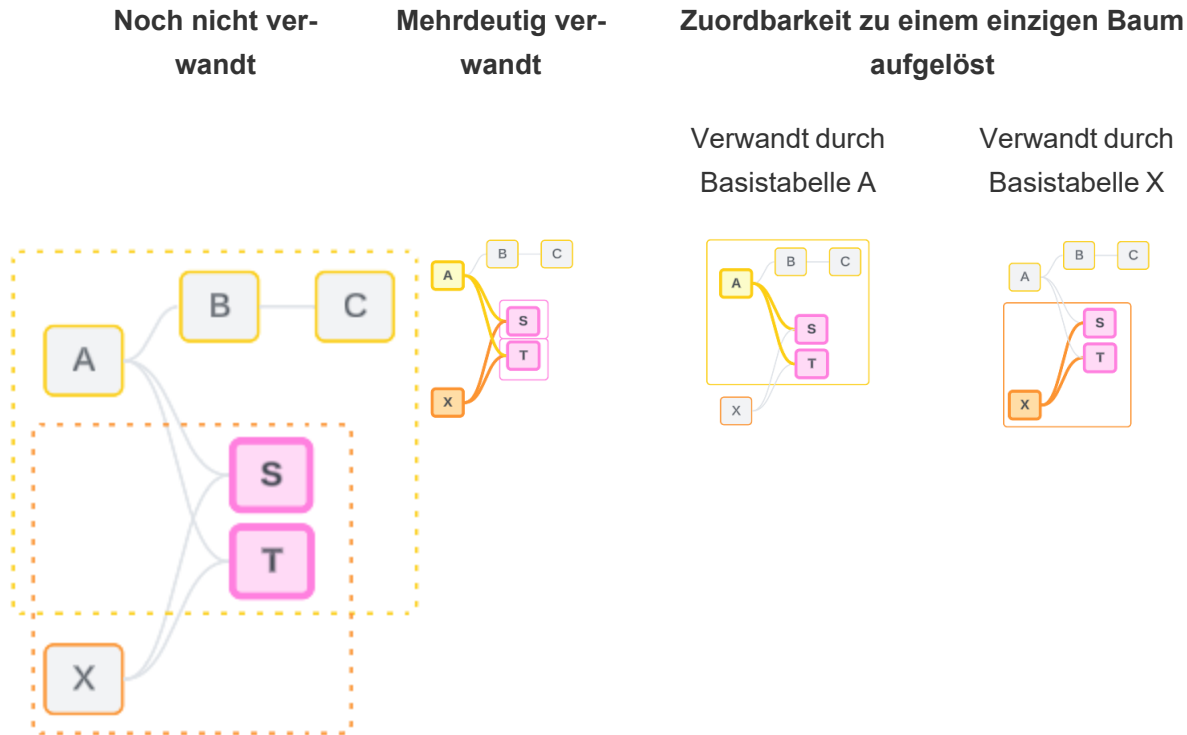 Noch nicht ver-
wandt
Mehrdeutig ver-
wandt
Zuordbarkeit zu einem einzigen Baum
aufgelöst
Verwandt durch
Basistabelle A
Verwandt durch
Basistabelle X
B
C
A
S
T
X
B
C
A
S
T
X
B
C
A
S
T
X
B
C
A
S
T
X